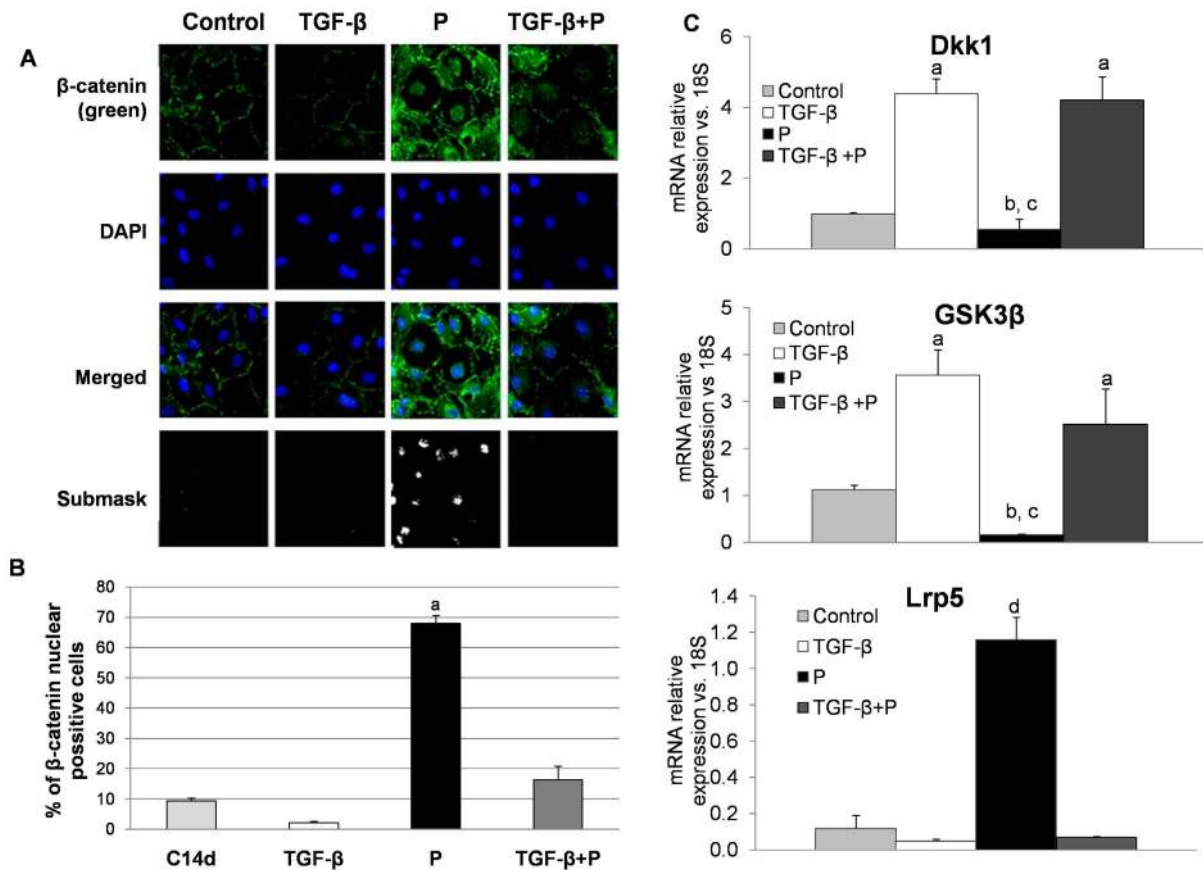 Control TGF-β P TGF-β+P
A
β-catenin
(green)
DAPI
Merged
Submask
B
% of β-catenin nuclear
possitive cells
80
70
60
50
40
30
20
10
0
a
C14d TGF-β P TGF-β+P
C
Dkk1
mRNA relative
expression vs. 18S
6
4
2
0
Control
TGF-β
P
TGF-β +P
a
b, c
a
GSK3β
mRNA relative
expression vs 18S
5
4
3
2
1
0
Control
TGF-β
P
TGF-β +P
a
b, c
a
Lrp5
mRNA relative
expression vs. 18S
1.4
1.2
1.0
0.8
0.6
0.4
0.2
0.0
Control
TGF-β
P
TGF-β+P
d